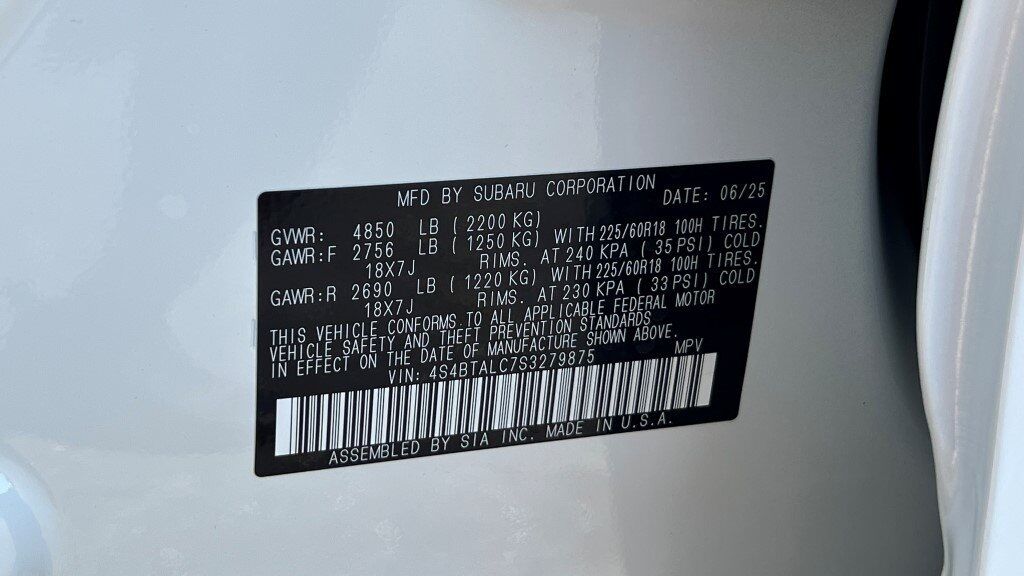 MFD BY SUBARU CORPORATION DATE: 06/25
GVWR: 4850 LB ( 2200 KG)
GAWR:F 2756 LB ( 1250 KG) WITH 225/60R18 100H TIRES.
18X7J RIMS. AT 240 KPA ( 35 PSI) COLD
GAWR:R 2690 LB ( 1220 KG) WITH 225/60R18 100H TIRES.
18X7J RIMS. AT 230 KPA ( 33 PSI) COLD
THIS VEHICLE CONFORMS TO ALL APPLICABLE FEDERAL MOTOR
VEHICLE SAFETY AND THEFT PREVENTION STANDARDS
IN EFFECT ON THE DATE OF MANUFACTURE SHOWN ABOVE.
VIN: 4S4BTALC7S3279875 MPV
ASSEMBLED BY SIA INC. MADE IN U.S.A.